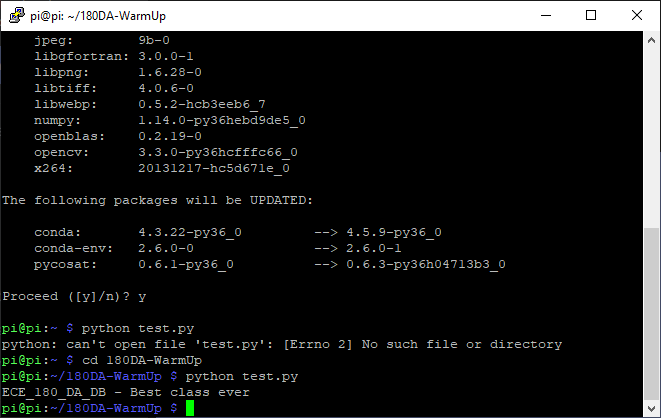 pi@pi: ~/180DA-WarmUp
jpeg: 9b-0
libgfortran: 3.0.0-1
libpng: 1.6.28-0
libtiff: 4.0.6-0
libwebp: 0.5.2-hcb3eeb6_7
numpy: 1.14.0-py36hebd9de5_0
openblas: 0.2.19-0
opencv: 3.3.0-py36hcfffc66_0
x264: 20131217-hc5d671e_0
The following packages will be UPDATED:
conda: 4.3.22-py36_0 --> 4.5.9-py36_0
conda-env: 2.6.0-0 --> 2.6.0-1
pycosat: 0.6.1-py36_0 --> 0.6.3-py36h04713b3_0
Proceed ([y]/n)? y
pi@pi:~ $ python test.py
python: can't open file 'test.py': [Errno 2] No such file or directory
pi@pi:~ $ cd 180DA-WarmUp
pi@pi:~/180DA-WarmUp $ python test.py
ECE_180_DA_DB - Best class ever
pi@pi:~/180DA-WarmUp $